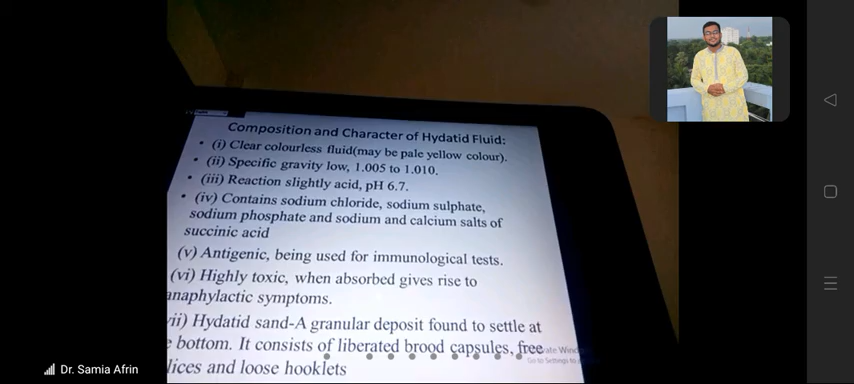 Composition and Character of Hydatid Fluid:
• (i) Clear colourless fluid(may be pale yellow colour).
• (ii) Specific gravity low, 1.005 to 1.010.
• (iii) Reaction slightly acid, pH 6.7.
• (iv) Contains sodium chloride, sodium sulphate,
sodium phosphate and sodium and calcium salts of
succinic acid
(v) Antigenic, being used for immunological tests.
(vi) Highly toxic, when absorbed gives rise to
anaphylactic symptoms.
ii) Hydatid sand-A granular deposit found to settle at
e bottom. It consists of liberated brood capsules, free
lices and loose hooklets
Dr. Samia Afrin